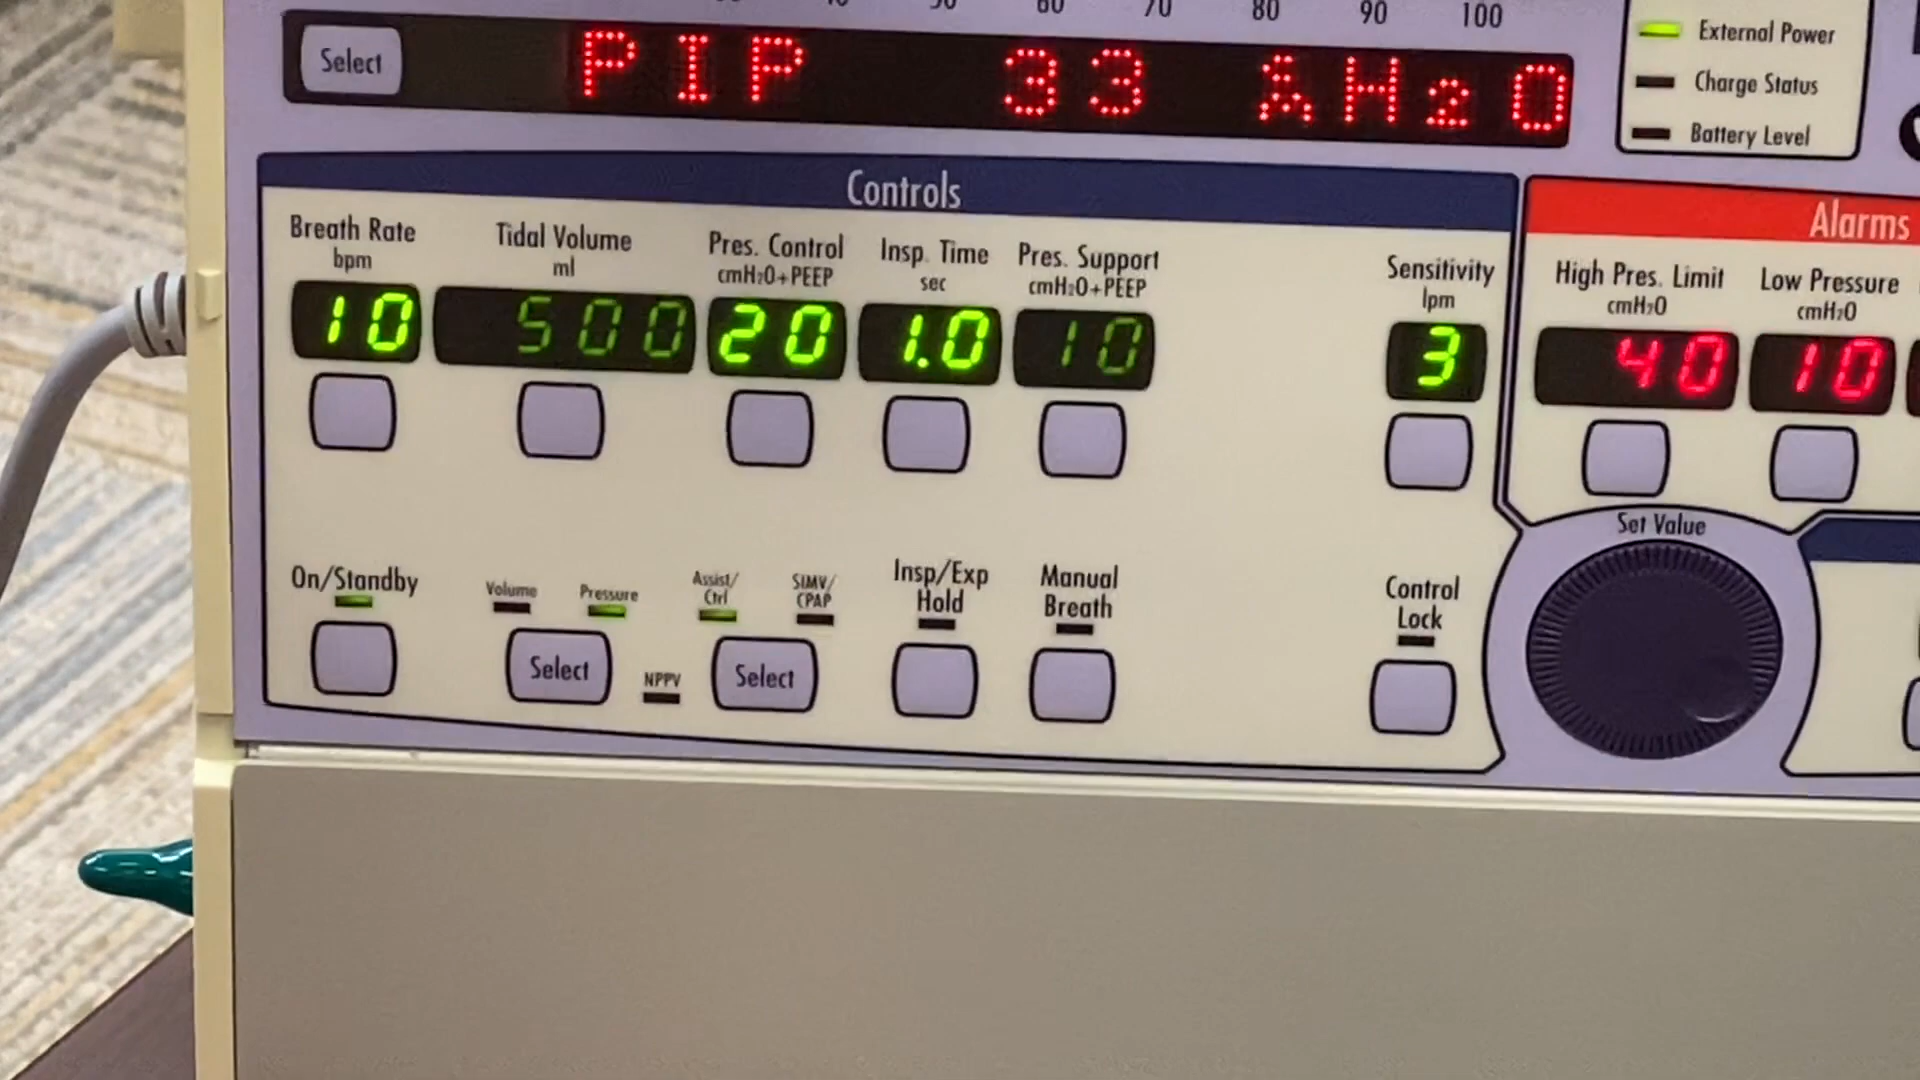 60 70 80 90 100
Select
PIP 33 AH2O
External Power
Charge Status
Battery Level
Controls
Alarms
Breath Rate
bpm
10
Tidal Volume
ml
500
Pres. Control
cmH2O+PEEP
20
Insp. Time
sec
1.0
Pres. Support
cmH2O+PEEP
10
Sensitivity
lpm
3
High Pres. Limit
cmH2O
40
Low Pressure
cmH2O
10
Set Value
On/Standby
Volume
Pressure
Select
NPPV
Assist/
Ctrl
SIMV/
CPAP
Select
Insp/Exp
Hold
Manual
Breath
Control
Lock